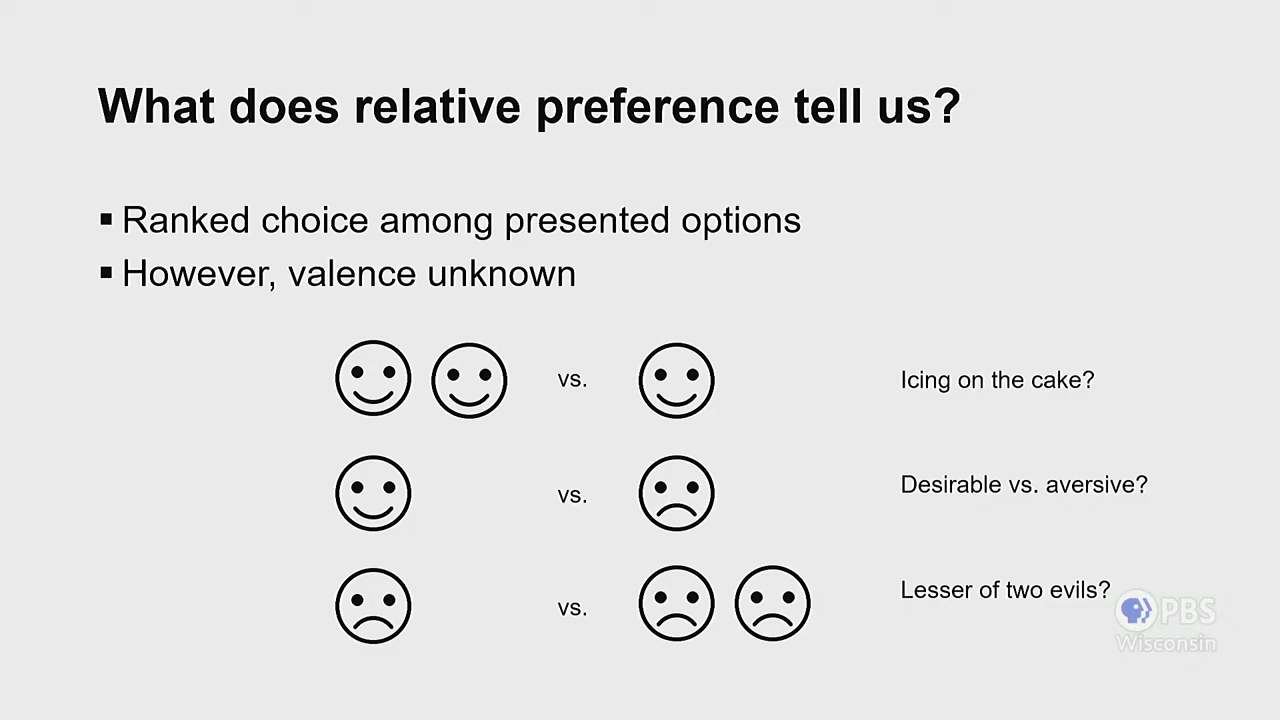 What does relative preference tell us?
▪ Ranked choice among presented options
▪ However, valence unknown
vs.
Icing on the cake?
vs.
Desirable vs. aversive?
vs.
Lesser of two evils?
PBS
Wisconsin